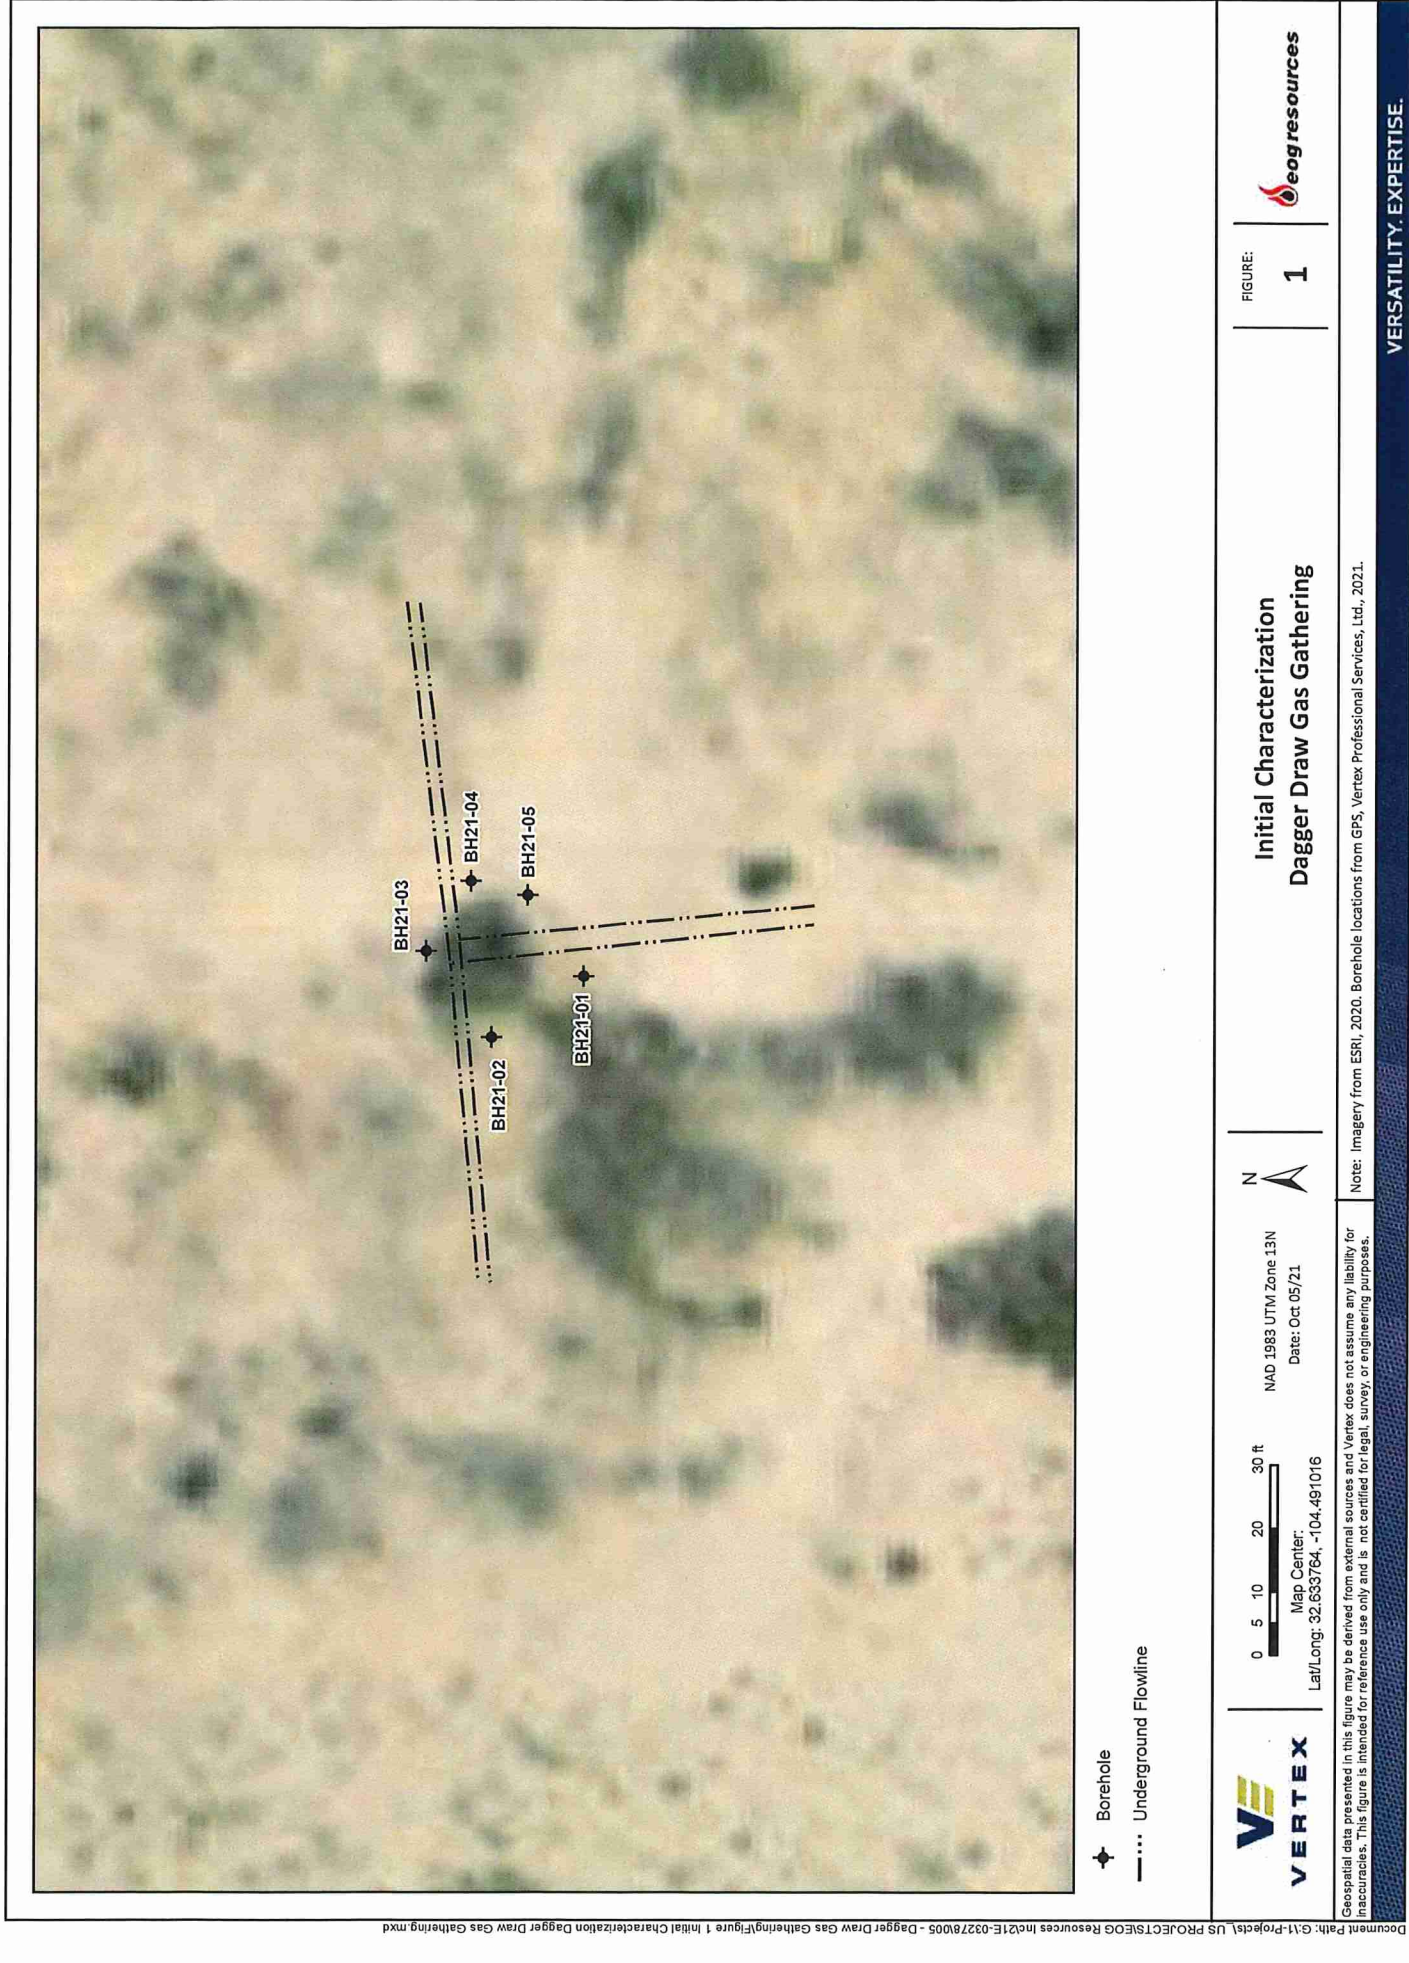 BH21-03
BH21-04
BH21-05
BH21-02
BH21-01
Borehole
Underground Flowline
VE
VERTEX
0 5 10 20 30 ft
Map Center:
Lat/Long: 32.633764, -104.491016
NAD 1983 UTM Zone 13N
Date: Oct 05/21
N
Initial Characterization
Dagger Draw Gas Gathering
FIGURE:
1
eog resources
Geospatial data presented in this figure may be derived from external sources and Vertex does not assume any liability for
inaccuracies. This figure is intended for reference use only and is not certified for legal, survey, or engineering purposes.
Note: Imagery from ESRI, 2020. Borehole locations from GPS, Vertex Professional Services, Ltd., 2021.
VERSATILITY. EXPERTISE.
Document Path: G:\1-Projects\_US PROJECTS\EOG Resources Inc\21E-03278\005 - Dagger Draw Gas Gathering\Figure 1 Initial Characterization Dagger Draw Gas Gathering.mxd